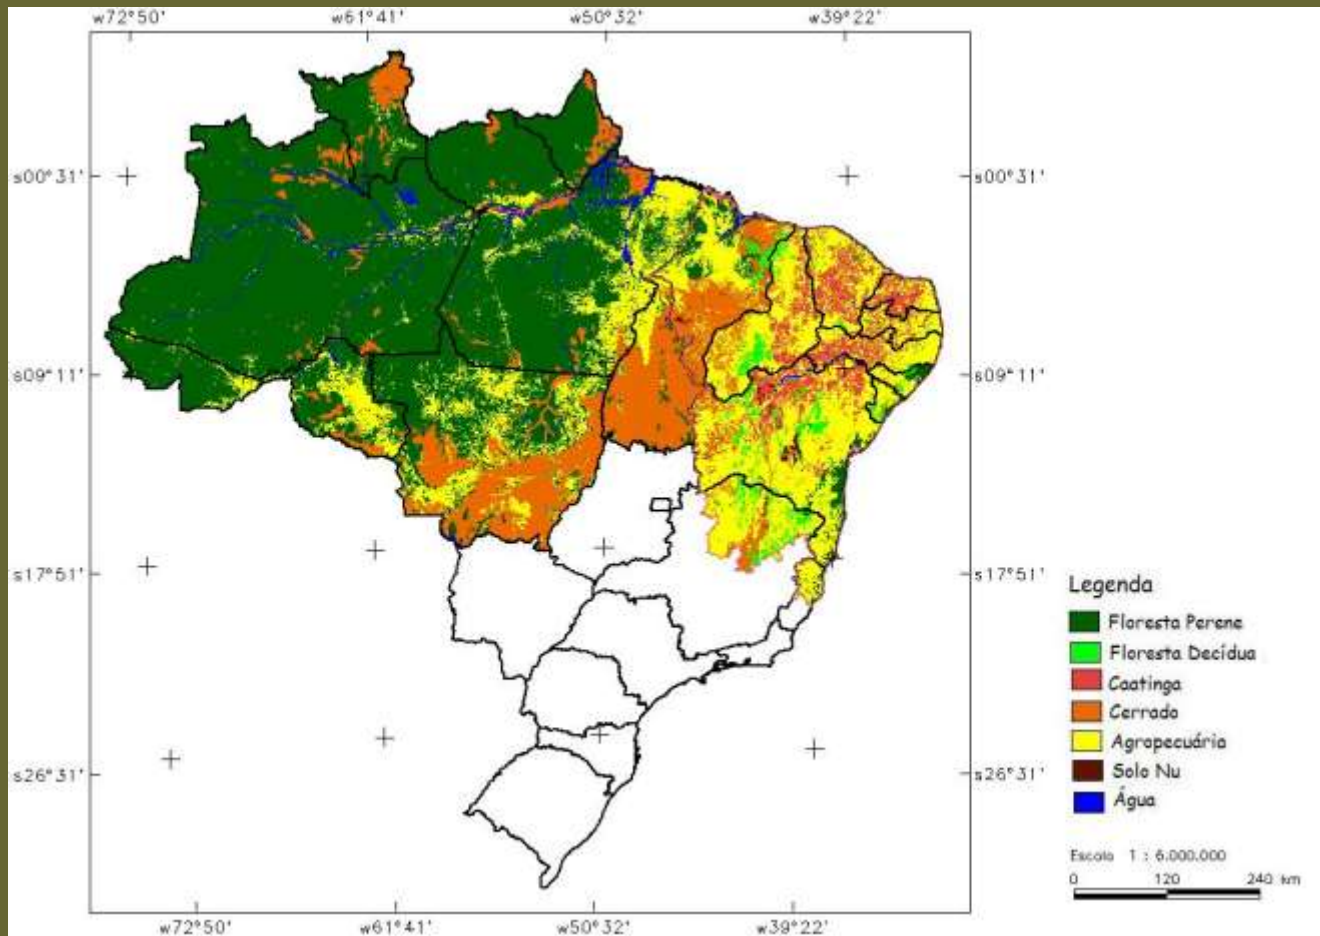 w72°50' w61°41' w50°32' w39°22'
s00°31' s00°31'
s09°11' s09°11'
s17°51' s17°51'
Legenda
Floresta Perene
Floresta Decídua
Caatinga
Cerrado
Agropecuária
Solo Nu
Água
s26°31' s26°31'
Escala 1 : 6.000.000
0 120 240 km
w72°50' w61°41' w50°32' w39°22'